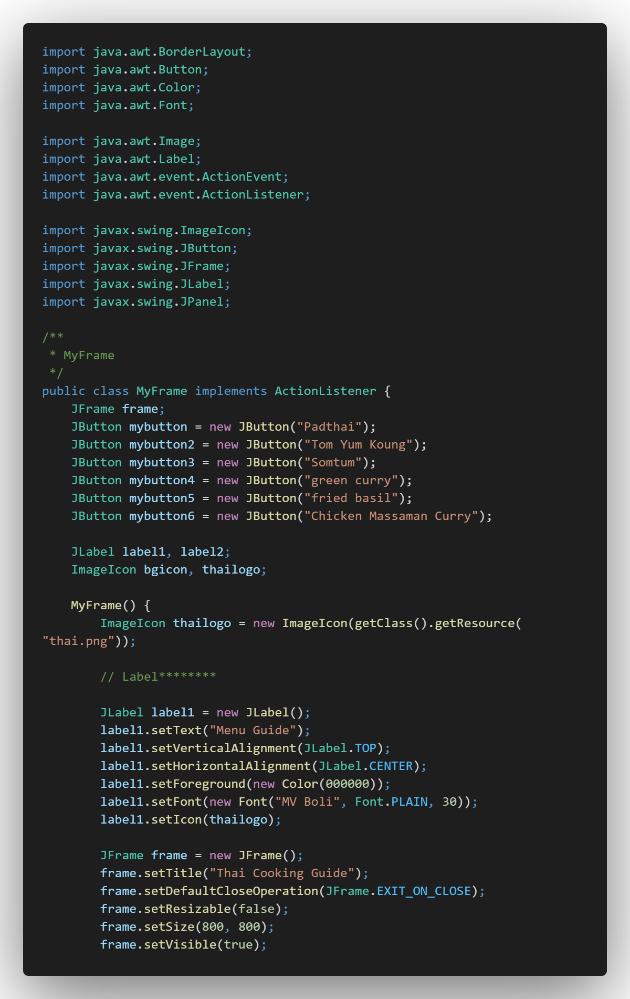 import java.awt.BorderLayout;
import java.awt.Button;
import java.awt.Color;
import java.awt.Font;

import java.awt.Image;
import java.awt.Label;
import java.awt.event.ActionEvent;
import java.awt.event.ActionListener;

import javax.swing.ImageIcon;
import javax.swing.JButton;
import javax.swing.JFrame;
import javax.swing.JLabel;
import javax.swing.JPanel;

/**
 * MyFrame
 */
public class MyFrame implements ActionListener {
    JFrame frame;
    JButton mybutton = new JButton("Padthai");
    JButton mybutton2 = new JButton("Tom Yum Koung");
    JButton mybutton3 = new JButton("Somtum");
    JButton mybutton4 = new JButton("green curry");
    JButton mybutton5 = new JButton("fried basil");
    JButton mybutton6 = new JButton("Chicken Massaman Curry");

    JLabel label1, label2;
    ImageIcon bgicon, thailogo;

    MyFrame() {
        ImageIcon thailogo = new ImageIcon(getClass().getResource(
"thai.png"));

        // Label********

        JLabel label1 = new JLabel();
        label1.setText("Menu Guide");
        label1.setVerticalAlignment(JLabel.TOP);
        label1.setHorizontalAlignment(JLabel.CENTER);
        label1.setForeground(new Color(000000));
        label1.setFont(new Font("MV Boli", Font.PLAIN, 30));
        label1.setIcon(thailogo);

        JFrame frame = new JFrame();
        frame.setTitle("Thai Cooking Guide");
        frame.setDefaultCloseOperation(JFrame.EXIT_ON_CLOSE);
        frame.setResizable(false);
        frame.setSize(800, 800);
        frame.setVisible(true);